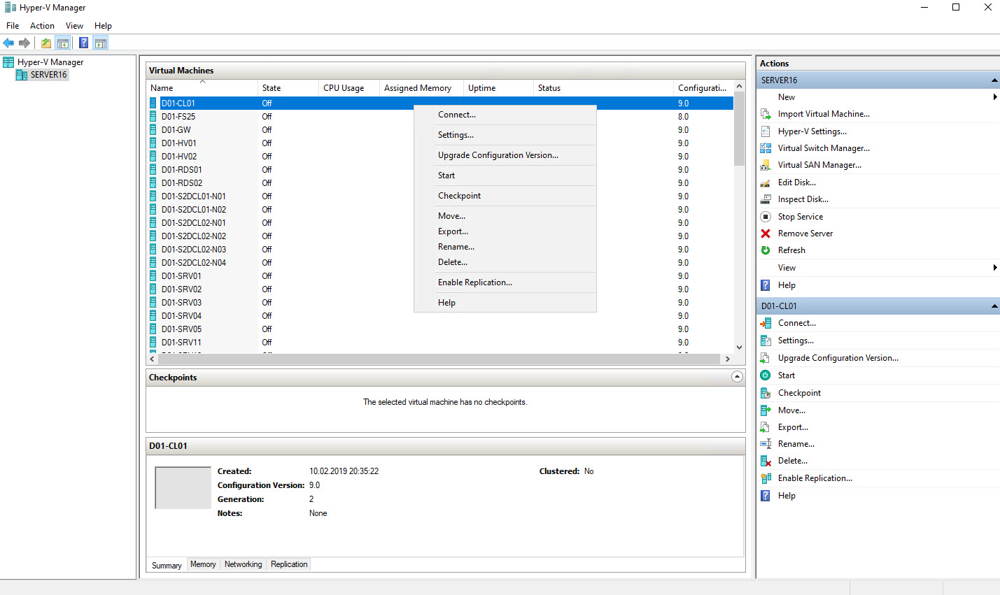 Hyper-V Manager
File Action View Help
Hyper-V Manager
SERVER16
Virtual Machines
Name State CPU Usage Assigned Memory Uptime Status Configurati...
D01-CL01 Off 9.0
D01-FS25 Off 8.0
D01-GW Off 9.0
D01-HV01 Off 9.0
D01-HV02 Off 9.0
D01-RDS01 Off 9.0
D01-RDS02 Off 9.0
D01-S2DCL01-N01 Off 9.0
D01-S2DCL01-N02 Off 9.0
D01-S2DCL02-N01 Off 9.0
D01-S2DCL02-N02 Off 9.0
D01-S2DCL02-N03 Off 9.0
D01-S2DCL02-N04 Off 9.0
D01-SRV01 Off 9.0
D01-SRV02 Off 9.0
D01-SRV03 Off 9.0
D01-SRV04 Off 9.0
D01-SRV05 Off 9.0
D01-SRV11 Off 9.0
Connect...
Settings...
Upgrade Configuration Version...
Start
Checkpoint
Move...
Export...
Rename...
Delete...
Enable Replication...
Help
Checkpoints
The selected virtual machine has no checkpoints.
D01-CL01
Created: 10.02.2019 20:35:22 Clustered: No
Configuration Version: 9.0
Generation: 2
Notes: None
Summary Memory Networking Replication
Actions
SERVER16
New
Import Virtual Machine...
Hyper-V Settings...
Virtual Switch Manager...
Virtual SAN Manager...
Edit Disk...
Inspect Disk...
Stop Service
Remove Server
Refresh
View
Help
D01-CL01
Connect...
Settings...
Upgrade Configuration Version...
Start
Checkpoint
Move...
Export...
Rename...
Delete...
Enable Replication...
Help